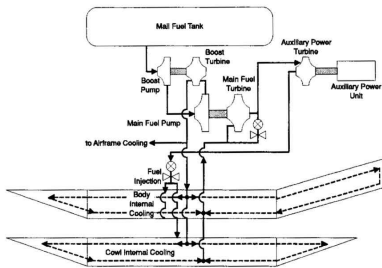 Mail Fuel Tank
Boost
Turbine
Auxiliary Power
Turbine
Boost
Pump
Main Fuel
Turbine
Auxiliary Power
Unit
Main Fuel Pump
to Airframe Cooling
Fuel
Injection
Body
Internal
Cooling
Cowl Internal Cooling